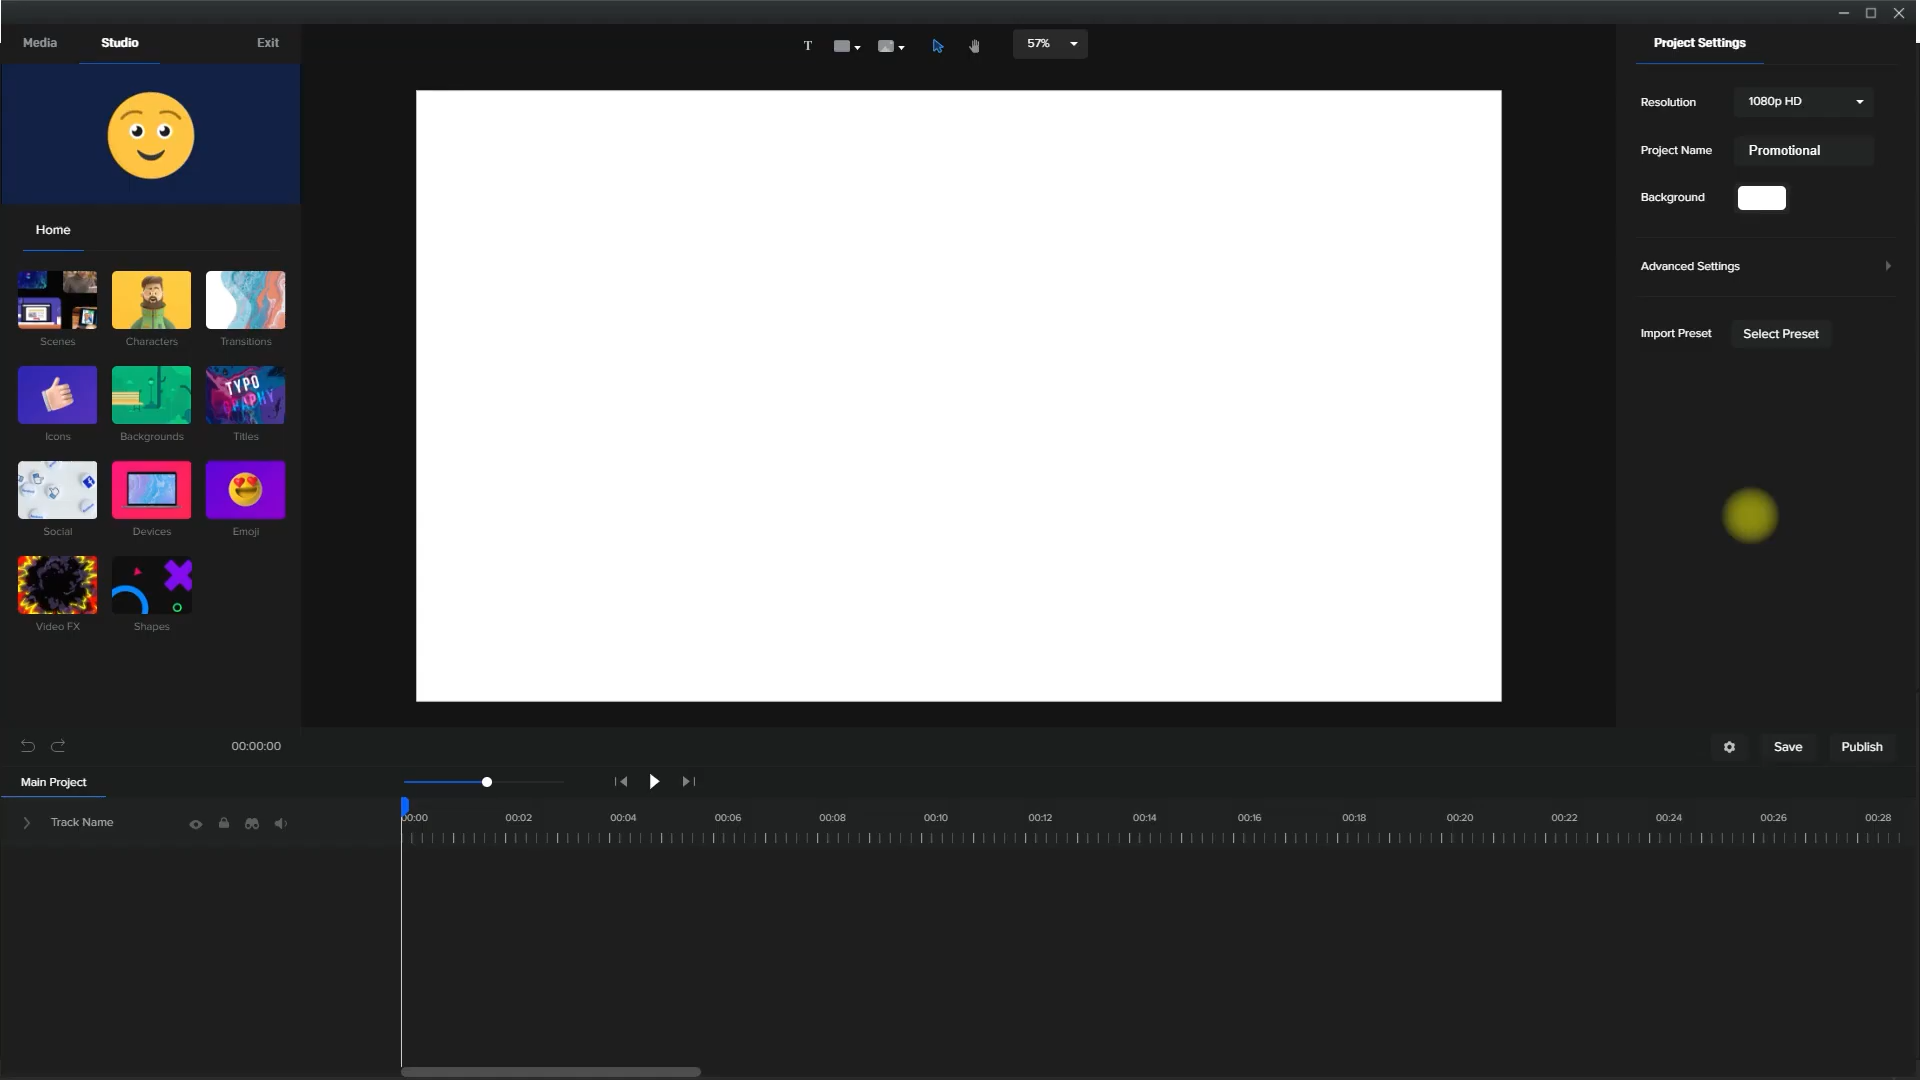 Media Studio Exit
T 57%
Project Settings
Resolution 1080p HD
Project Name Promotional
Background
Advanced Settings
Import Preset Select Preset
Home
Scenes Characters Transitions
TYPO
GRAPHY
Icons Backgrounds Titles
Social Devices Emoji
Video FX Shapes
00:00:00
Save Publish
Main Project
Track Name
00:00 00:02 00:04 00:06 00:08 00:10 00:12 00:14 00:16 00:18 00:20 00:22 00:24 00:26 00:28